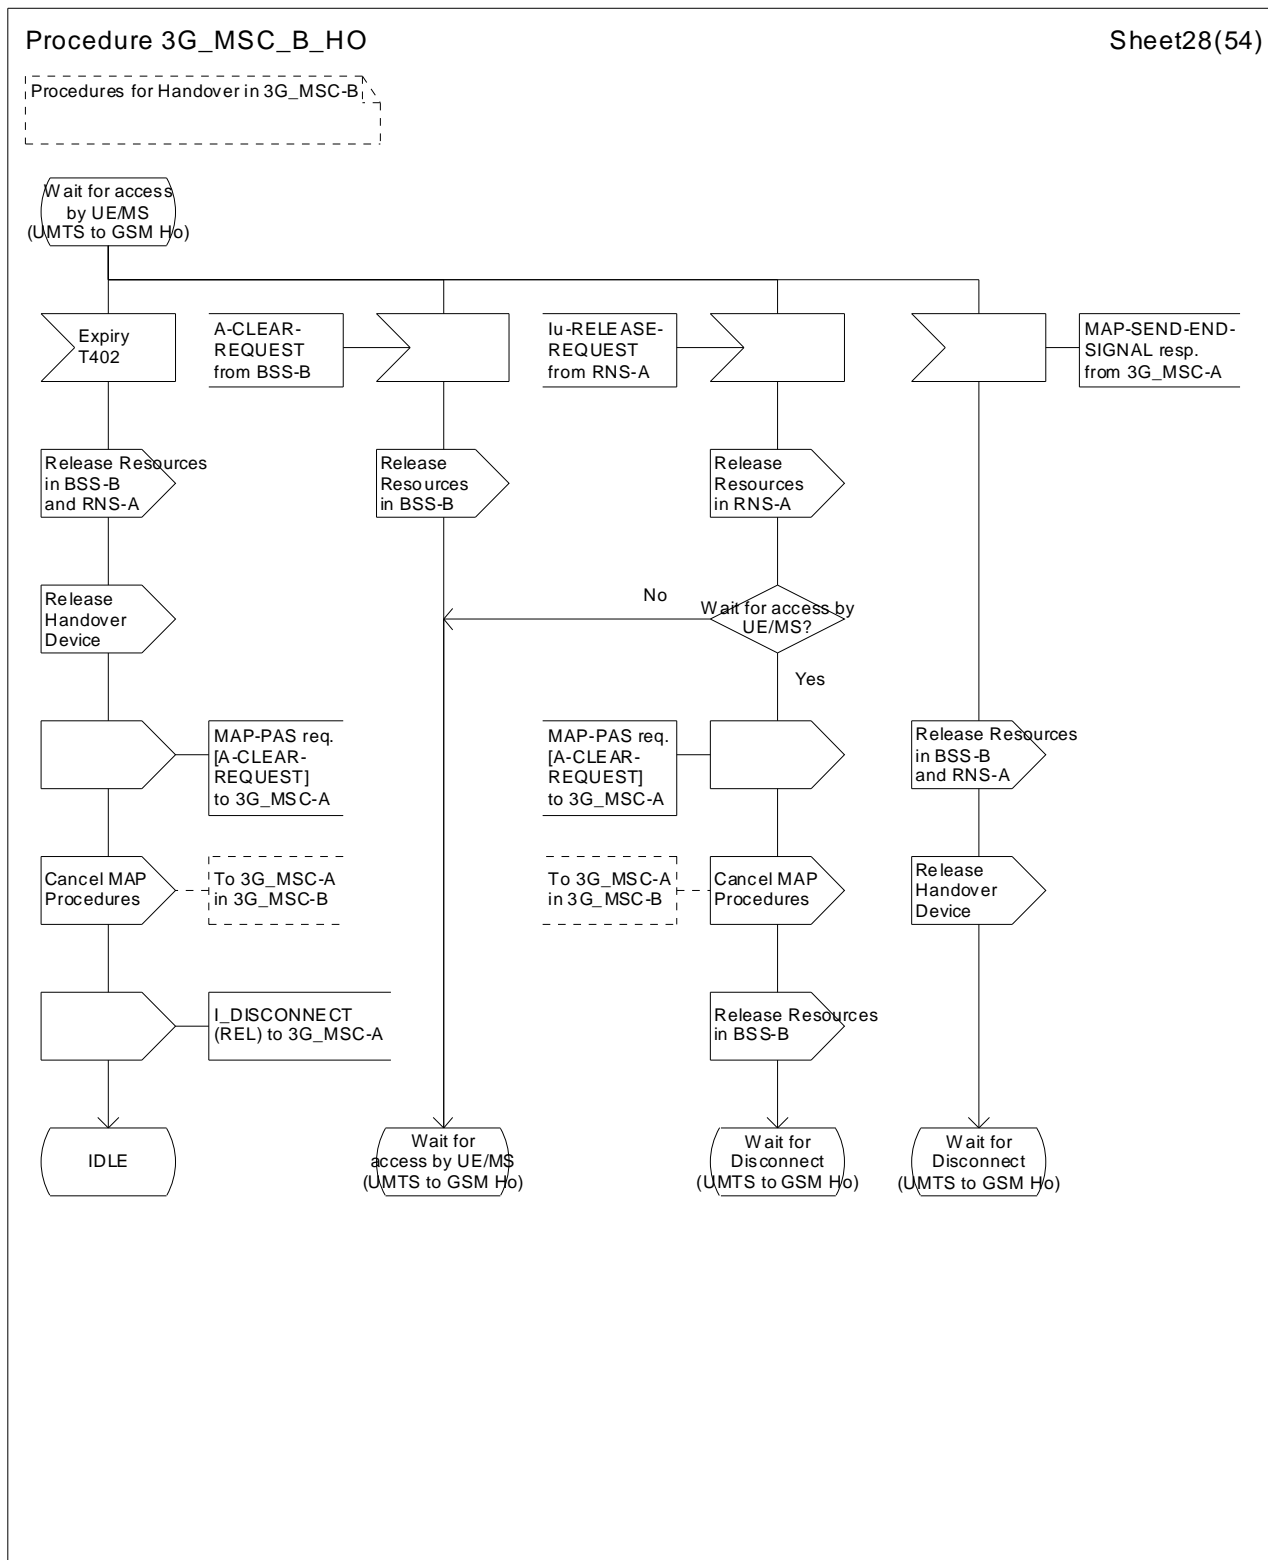 Procedure 3G_MSC_B_HO
Sheet28(54)
Procedures for Handover in 3G_MSC-B
Wait for access
by UE/MS
(UMTS to GSM Ho)
Expiry
T402
A-CLEAR-
REQUEST
from BSS-B
Iu-RELEASE-
REQUEST
from RNS-A
MAP-SEND-END-
SIGNAL resp.
from 3G_MSC-A
Release Resources
in BSS-B
and RNS-A
Release
Resources
in BSS-B
Release
Resources
in RNS-A
Release
Handover
Device
No
Wait for access by
UE/MS?
Yes
MAP-PAS req.
[A-CLEAR-
REQUEST]
to 3G_MSC-A
MAP-PAS req.
[A-CLEAR-
REQUEST]
to 3G_MSC-A
Release Resources
in BSS-B
and RNS-A
Cancel MAP
Procedures
To 3G_MSC-A
in 3G_MSC-B
To 3G_MSC-A
in 3G_MSC-B
Cancel MAP
Procedures
Release
Handover
Device
I_DISCONNECT
(REL) to 3G_MSC-A
Release Resources
in BSS-B
IDLE
Wait for
access by UE/MS
(UMTS to GSM Ho)
Wait for
Disconnect
(UMTS to GSM Ho)
Wait for
Disconnect
(UMTS to GSM Ho)